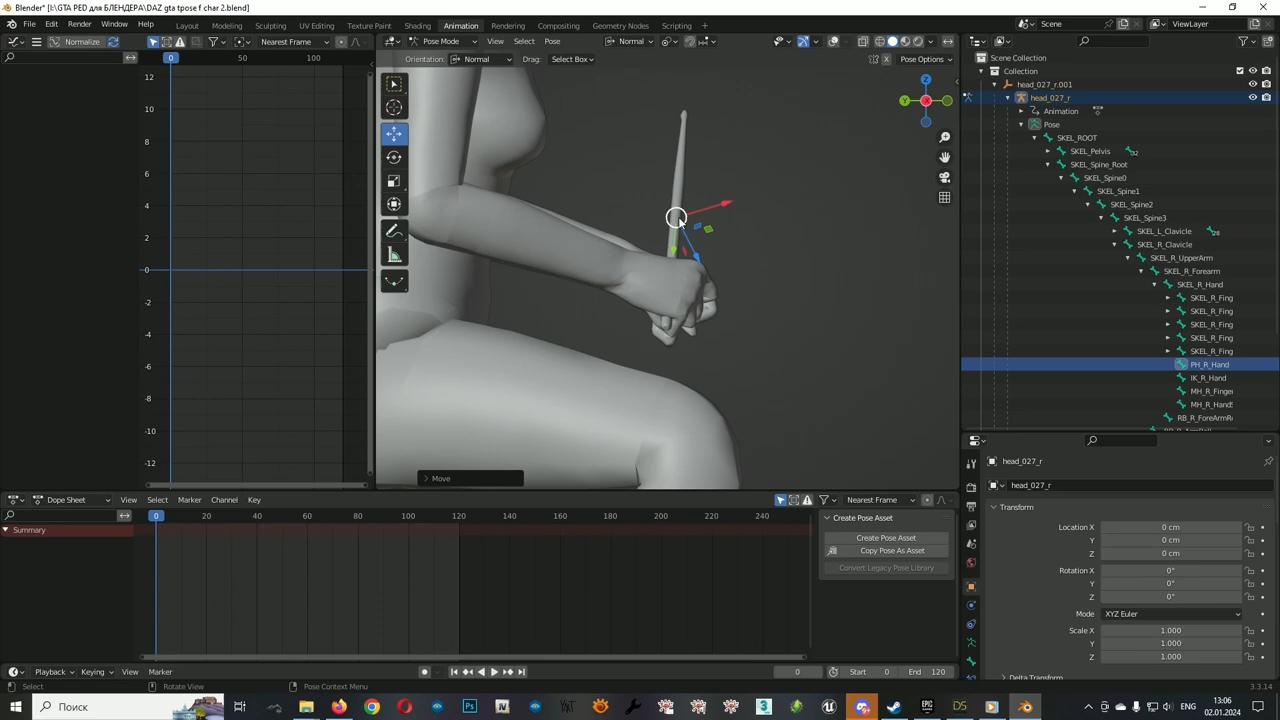 Blender* [I:\GTA PED для БЛЕНДЕРА\DAZ gta tpose f char 2.blend]
File Edit Render Window Help Layout Modeling Sculpting UV Editing Texture Paint Shading Animation Rendering Compositing Geometry Nodes Scripting + Scene ViewLayer
Normalize Nearest Frame Pose Mode View Select Pose Normal
0 50 100
Orientation: Normal Drag: Select Box X Pose Options
12
10
8
6
4
2
0
-2
-4
-6
-8
-10
-12
Move
Scene Collection
Collection
head_027_r.001
head_027_r
Animation
Pose
SKEL_ROOT
SKEL_Pelvis 32
SKEL_Spine_Root
SKEL_Spine0
SKEL_Spine1
SKEL_Spine2
SKEL_Spine3
SKEL_L_Clavicle 28
SKEL_R_Clavicle
SKEL_R_UpperArm
SKEL_R_Forearm
SKEL_R_Hand
SKEL_R_Fing
SKEL_R_Fing
SKEL_R_Fing
SKEL_R_Fing
SKEL_R_Fing
PH_R_Hand
IK_R_Hand
MH_R_Finge
MH_R_Hand
RB_R_ForeArmR
head_027_r
head_027_r
Transform
Location X 0 cm
Y 0 cm
Z 0 cm
Rotation X 0°
Y 0°
Z 0°
Mode XYZ Euler
Scale X 1.000
Y 1.000
Z 1.000
Delta Transform
Dope Sheet View Select Marker Channel Key Nearest Frame
0 20 40 60 80 100 120 140 160 180 200 220 240
Summary
Create Pose Asset
Create Pose Asset
Copy Pose As Asset
Convert Legacy Pose Library
Playback Keying View Marker 0 Start 0 End 120
Select Rotate View Pose Context Menu 3.3.14
Поиск
13:06
02.01.2024